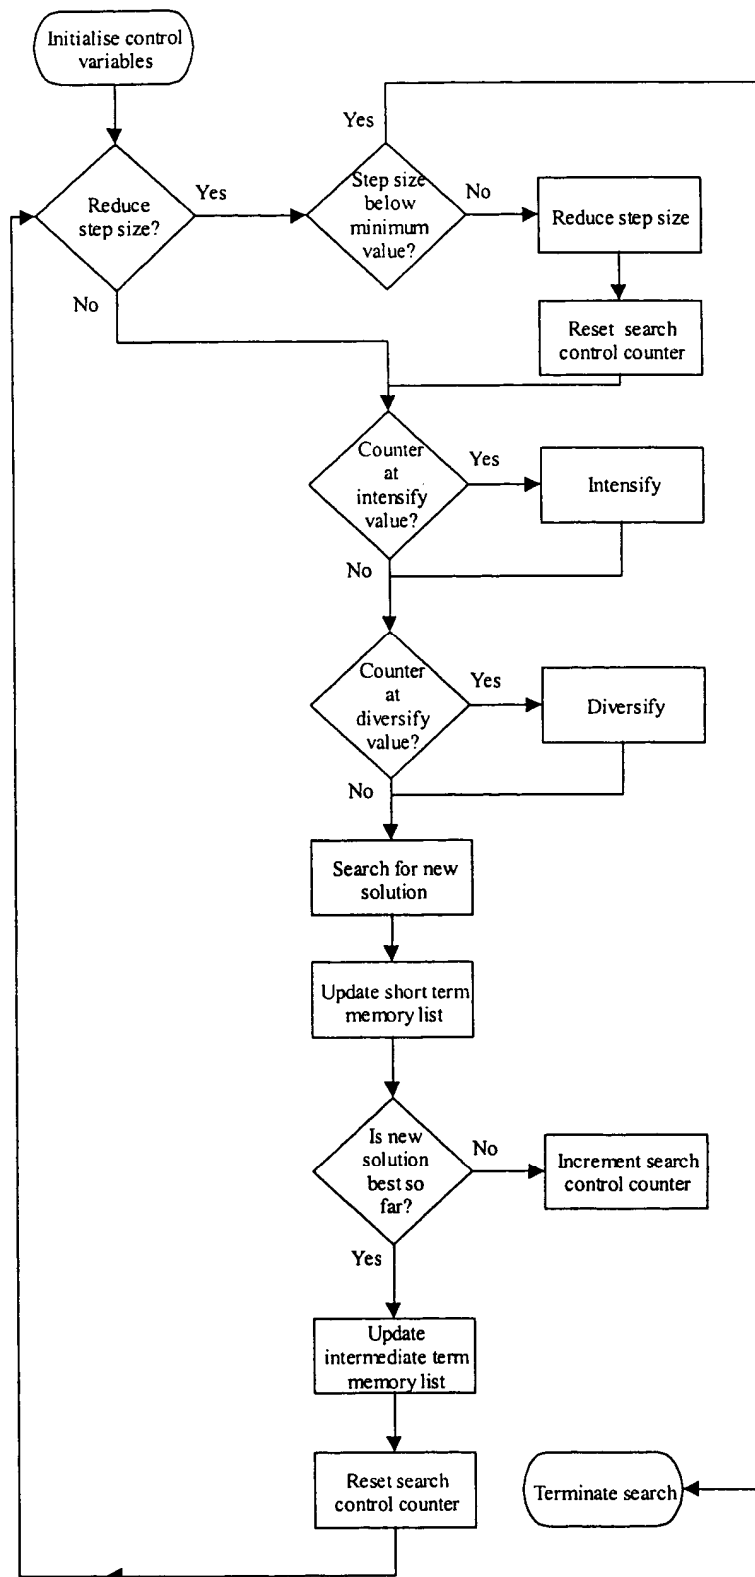 Initialise control
variables
Yes
Reduce
step size?
Yes
Step size
below
minimum
value?
No
Reduce step size
No
Reset search
control counter
Counter
at
intensify
value?
Yes
Intensify
No
Counter
at
diversify
value?
Yes
Diversify
No
Search for new
solution
Update short term
memory list
Is new
solution
best so
far?
No
Increment search
control counter
Yes
Update
intermediate term
memory list
Reset search
control counter
Terminate search